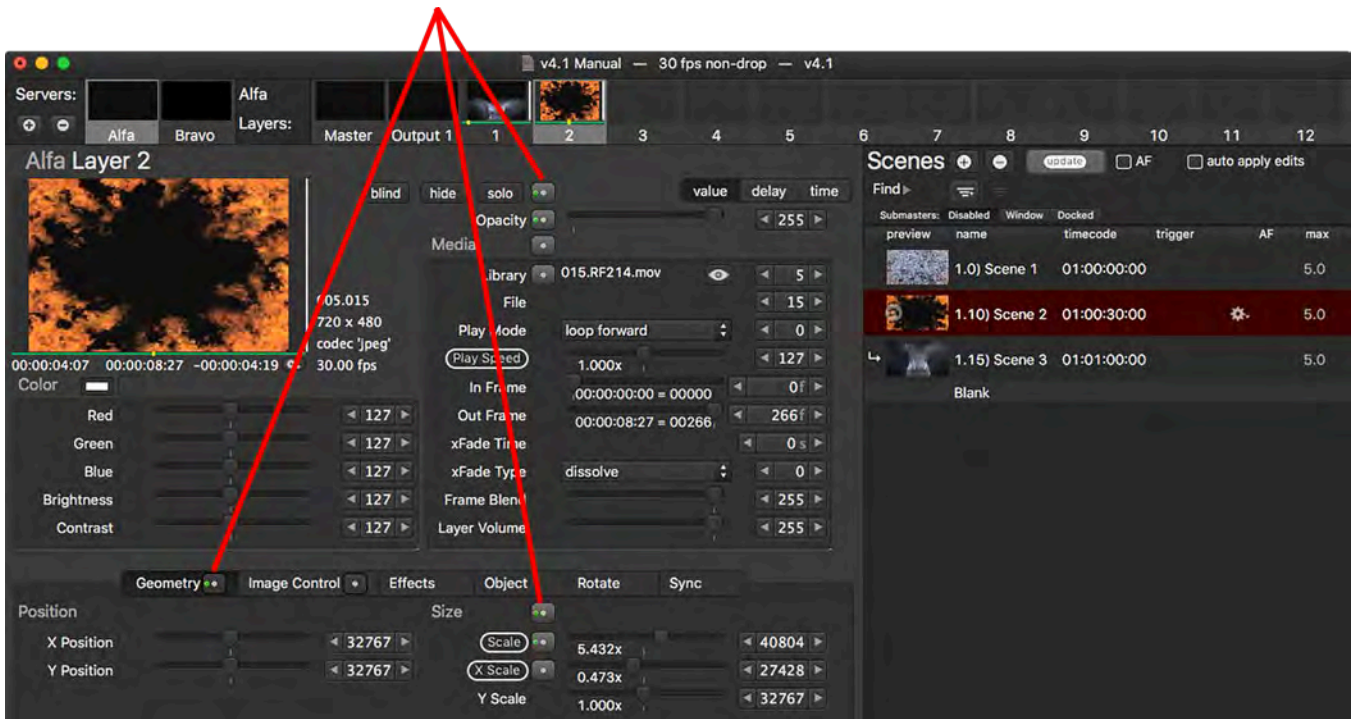 v4.1 Manual — 30 fps non-drop — v4.1
Servers:
Alfa
Bravo
Alfa
Layers:
Master
Output 1
1
2
3
4
5
6
7
8
9
10
11
12
Alfa Layer 2
blind
hide
solo
value
delay
time
Opacity
255
Media
Library
015.RF214.mov
5
File
15
Play Mode
loop forward
0
Play Speed
1.000x
127
In Frame
00:00:00:00 = 00000
0f
Out Frame
00:00:08:27 = 00266
266f
xFade Time
0 s
xFade Type
dissolve
0
Frame Blend
255
Layer Volume
255
005.015
720 x 480
codec 'jpeg'
30.00 fps
00:00:04:07
00:00:08:27
-00:00:04:19
Color
Red
127
Green
127
Blue
127
Brightness
127
Contrast
127
Geometry
Image Control
Effects
Object
Rotate
Sync
Position
X Position
32767
Y Position
32767
Size
Scale
5.432x
40804
X Scale
0.473x
27428
Y Scale
1.000x
32767
Scenes
update
AF
auto apply edits
Find
Submasters:
Disabled
Window
Docked
preview
name
timecode
trigger
AF
max
1.0) Scene 1
01:00:00:00
5.0
1.10) Scene 2
01:00:30:00
5.0
1.15) Scene 3
01:01:00:00
5.0
Blank